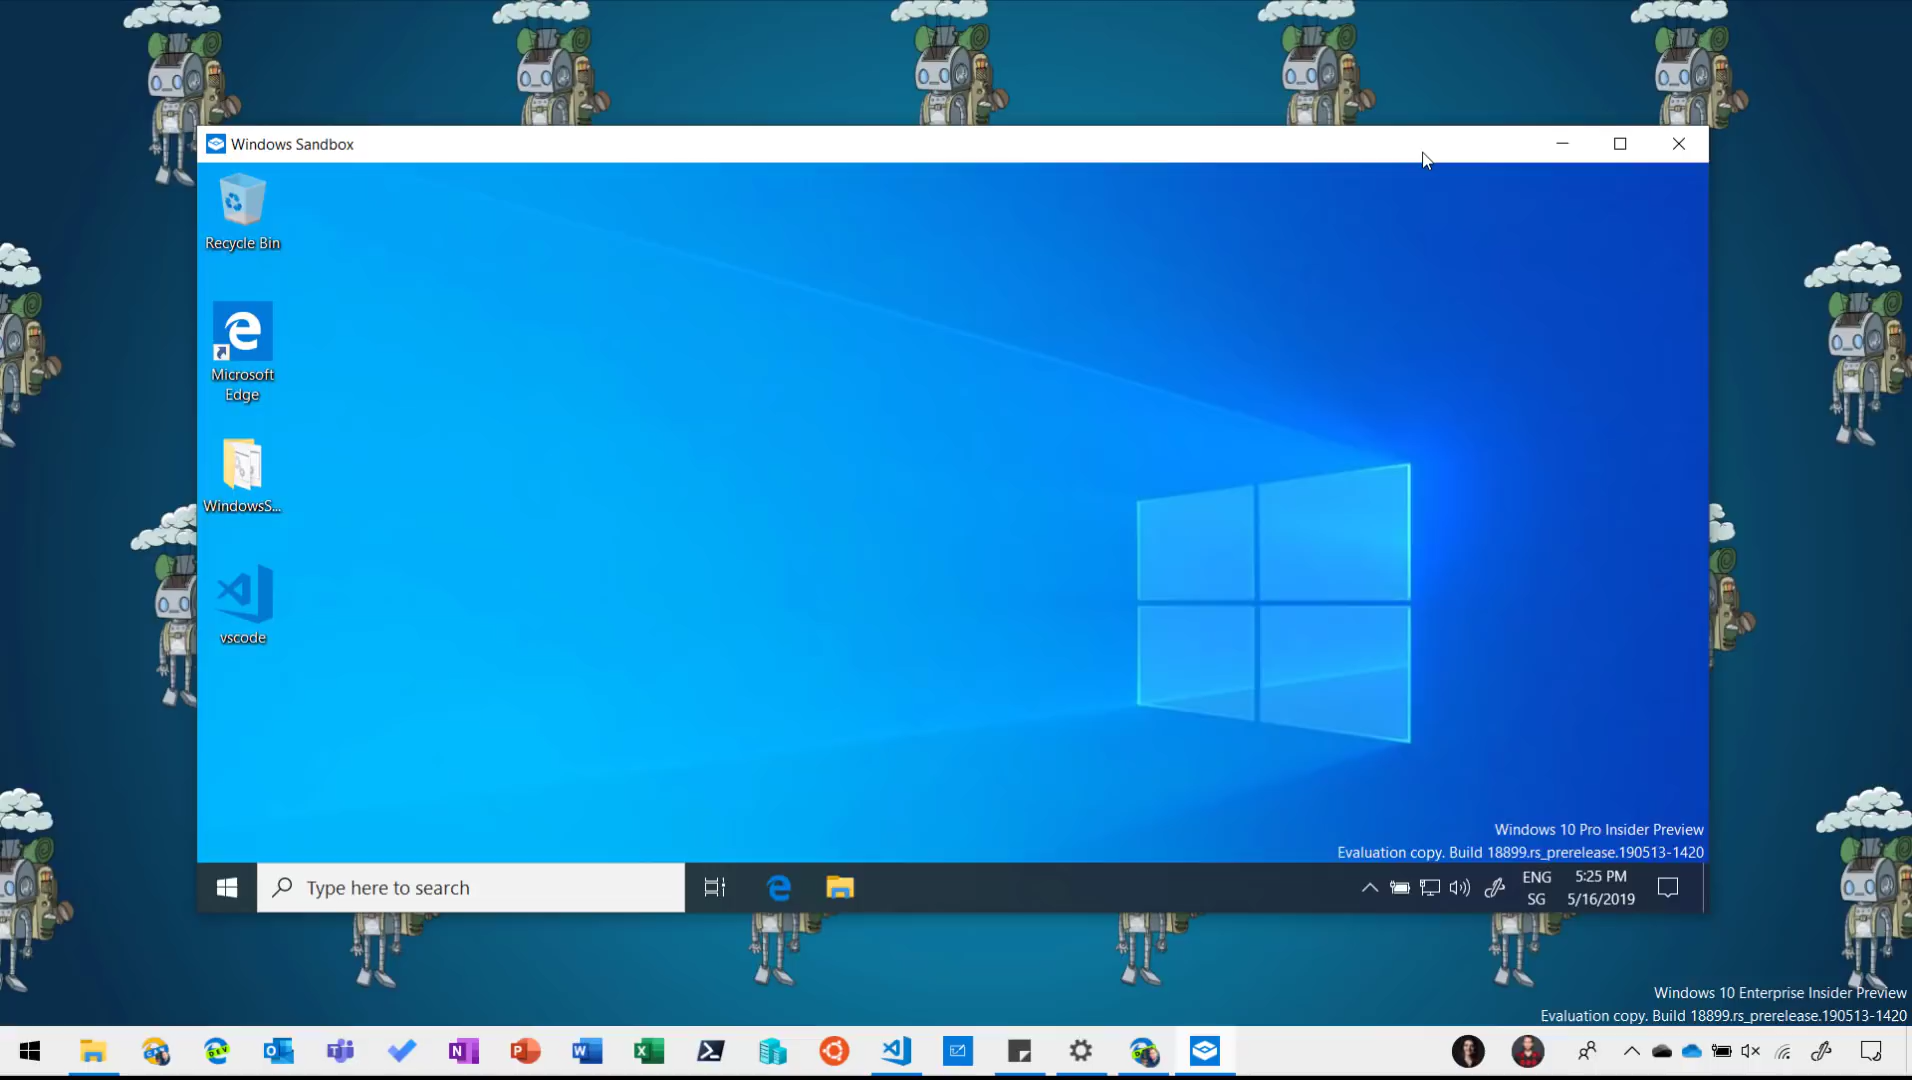 Windows Sandbox
Recycle Bin
Microsoft
Edge
WindowsS...
vscode
Windows 10 Pro Insider Preview
Evaluation copy. Build 18899.rs_prerelease.190513-1420
Type here to search
ENG
SG
5:25 PM
5/16/2019
Windows 10 Enterprise Insider Preview
Evaluation copy. Build 18899.rs_prerelease.190513-1420